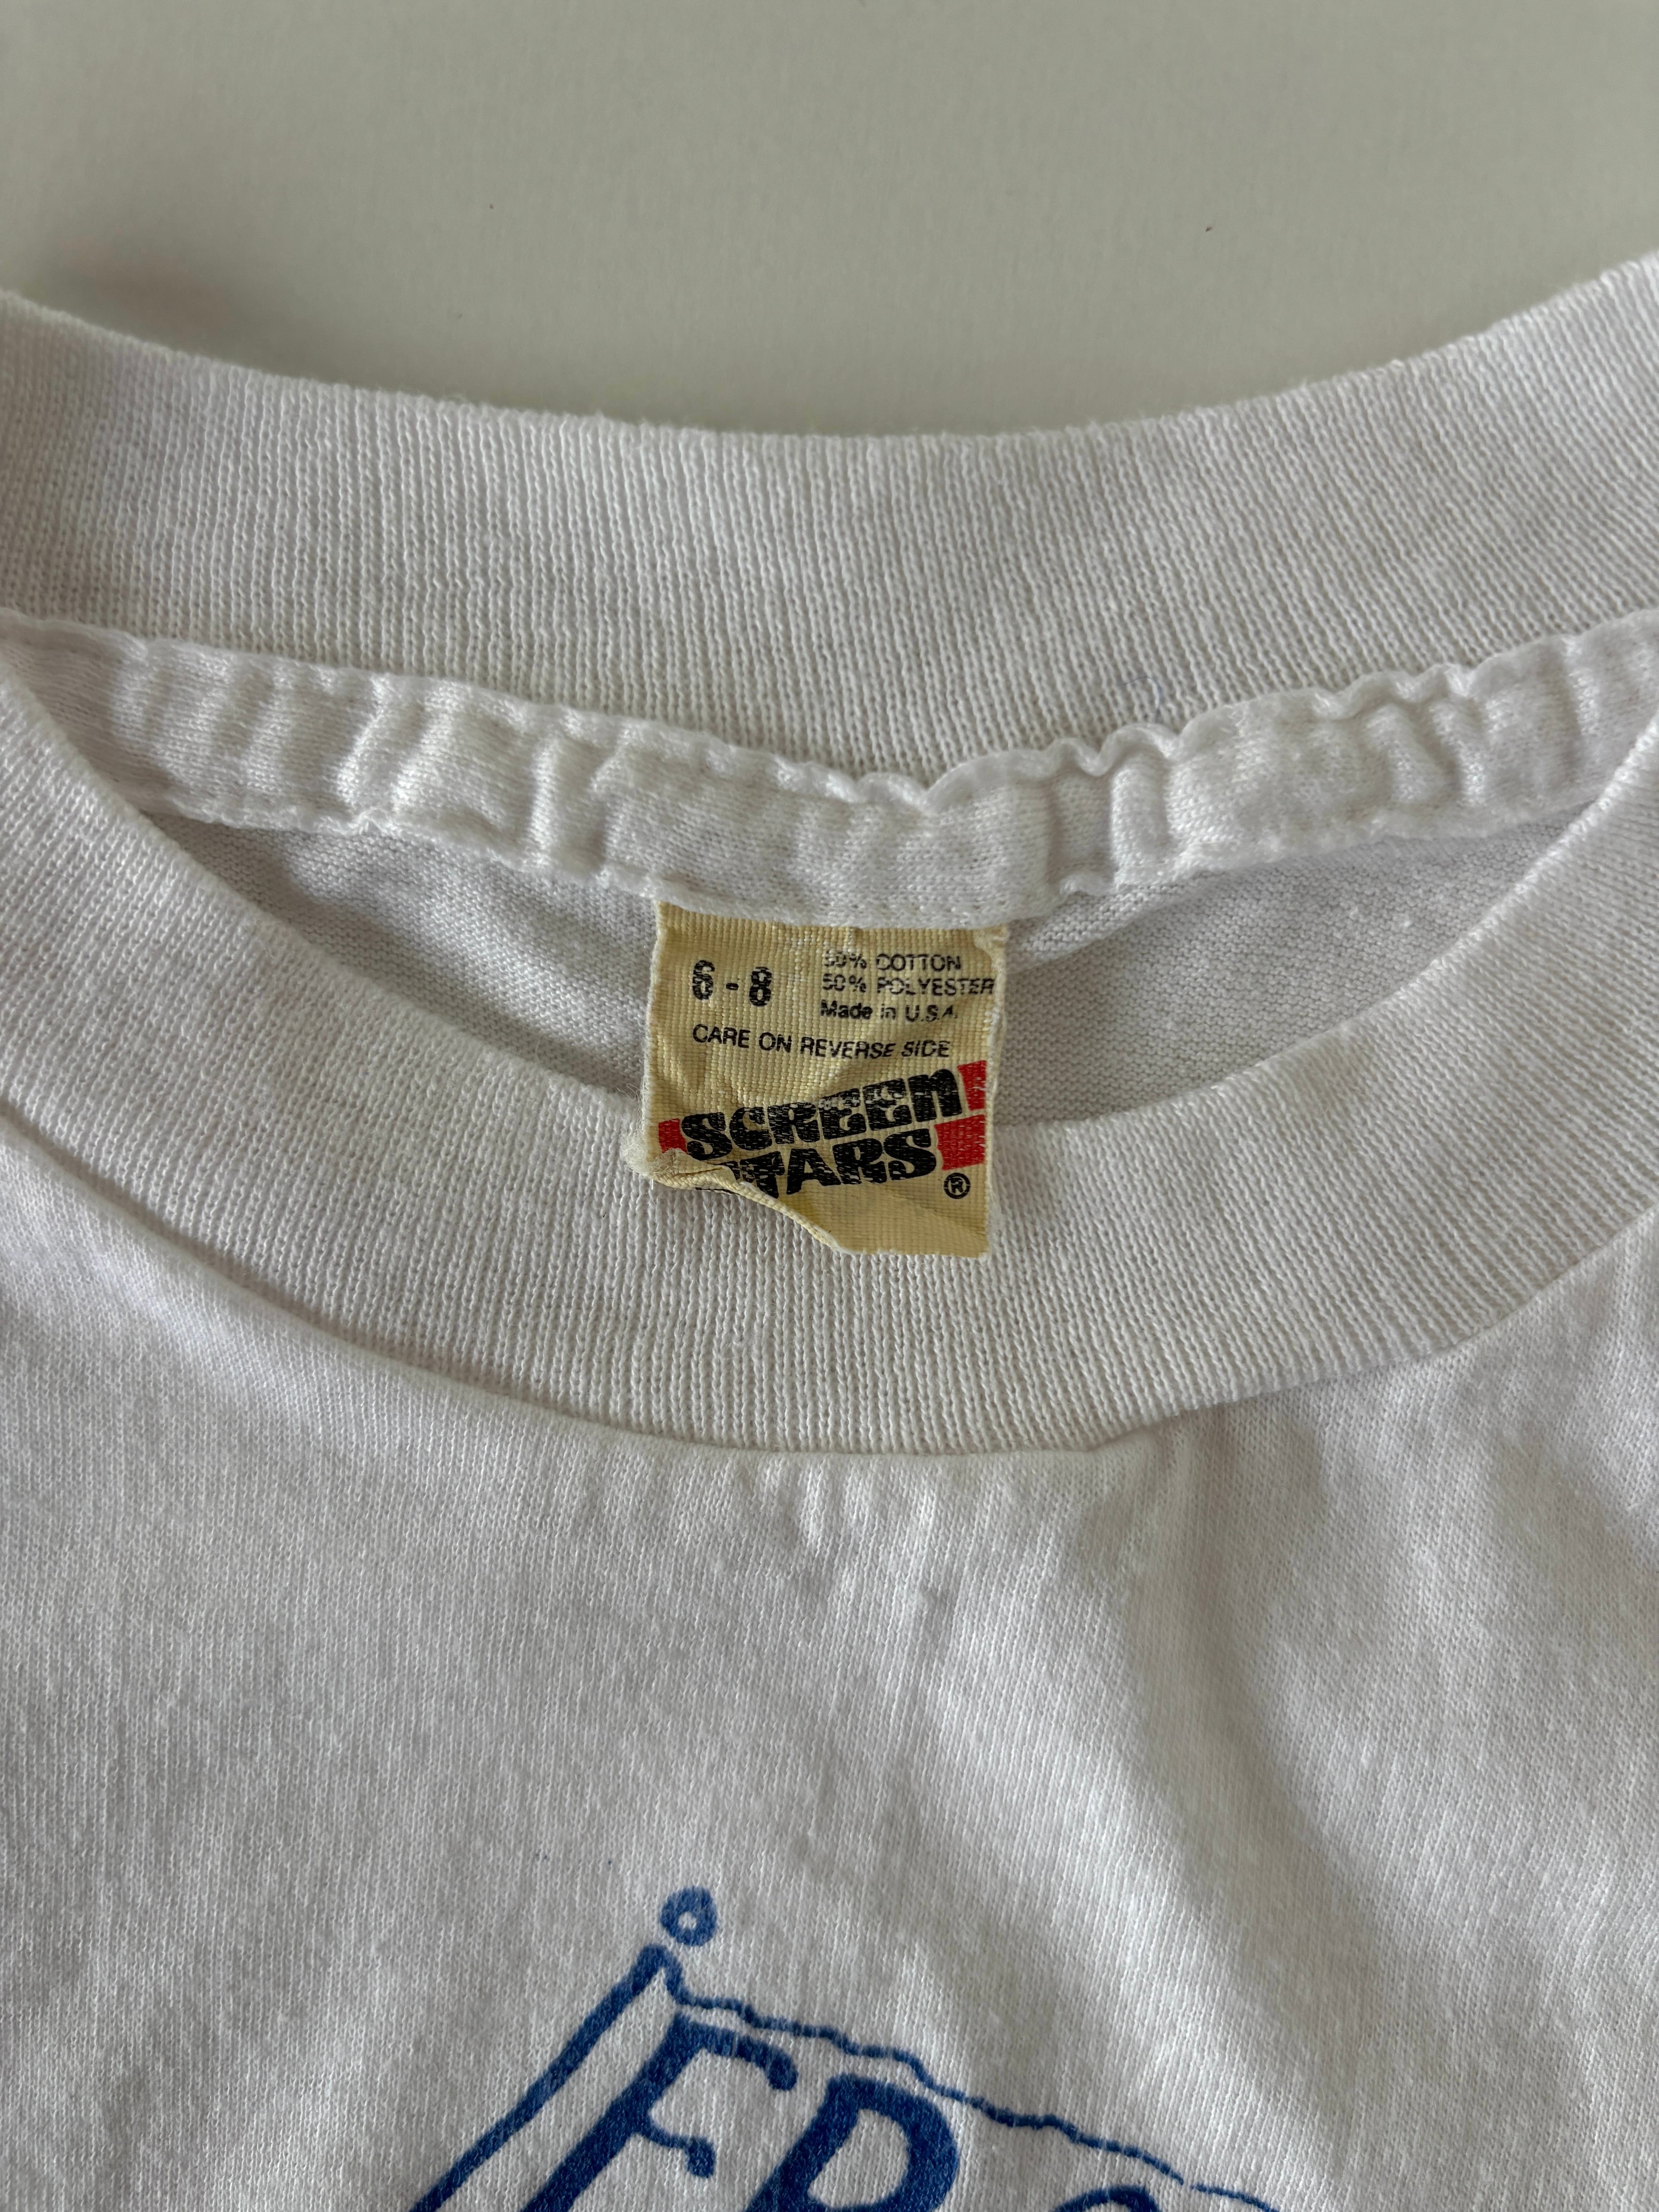 6 - 8
50% COTTON
50% POLYESTER
Made in U.S.A.
CARE ON REVERSE SIDE
SCREEN
STARS
®